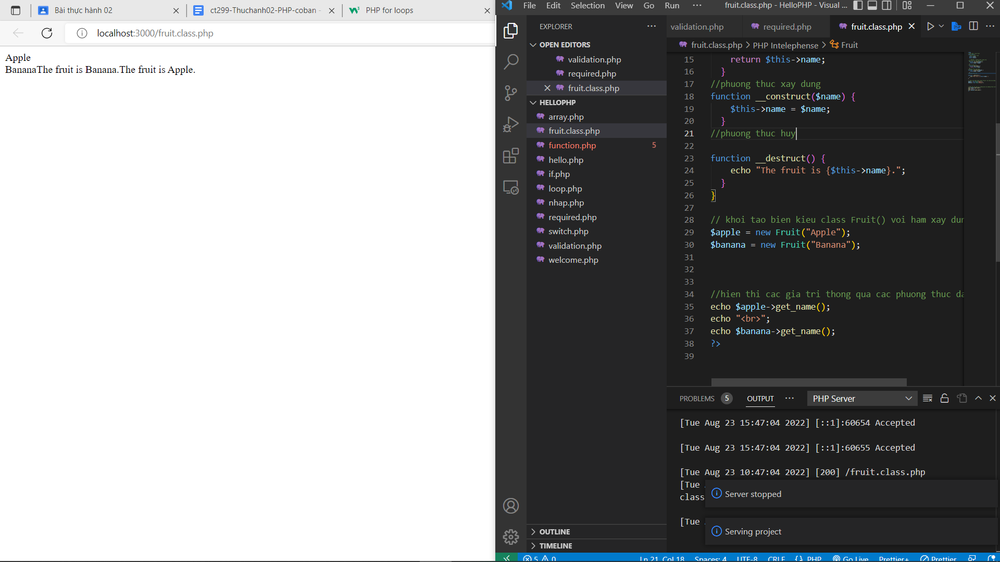 Bài thực hành 02
ct299-Thuchanh02-PHP-coban -
PHP for loops
localhost:3000/fruit.class.php
Apple
BananaThe fruit is Banana.The fruit is Apple.
File Edit Selection View Go Run ···
fruit.class.php - HelloPHP - Visual ...
EXPLORER
OPEN EDITORS
validation.php
required.php
fruit.class.php
HELLOPHP
array.php
fruit.class.php
function.php 5
hello.php
if.php
loop.php
nhap.php
required.php
switch.php
validation.php
welcome.php
OUTLINE
TIMELINE
validation.php
required.php
fruit.class.php
fruit.class.php > PHP Intelephense > Fruit
15 return $this->name;
16 }
17 //phuong thuc xay dung
18 function __construct($name) {
19 $this->name = $name;
20 }
21 //phuong thuc huy
22
23 function __destruct() {
24 echo "The fruit is {$this->name}.";
25 }
26 }
27
28 // khoi tao bien kieu class Fruit() voi ham xay dun
29 $apple = new Fruit("Apple");
30 $banana = new Fruit("Banana");
31
32
33
34 //hien thi cac gia tri thong qua cac phuong thuc da
35 echo $apple->get_name();
36 echo "<br>";
37 echo $banana->get_name();
38 ?>
39
PROBLEMS 5 OUTPUT ··· PHP Server
[Tue Aug 23 15:47:04 2022] [::1]:60654 Accepted
[Tue Aug 23 15:47:04 2022] [::1]:60655 Accepted
[Tue Aug 23 10:47:04 2022] [200] /fruit.class.php
[Tue
class
Server stopped
[Tue
Serving project
5 0 Ln 21, Col 18 Spaces: 4 UTF-8 CRLF {} PHP Go Live Prettier+ Prettier